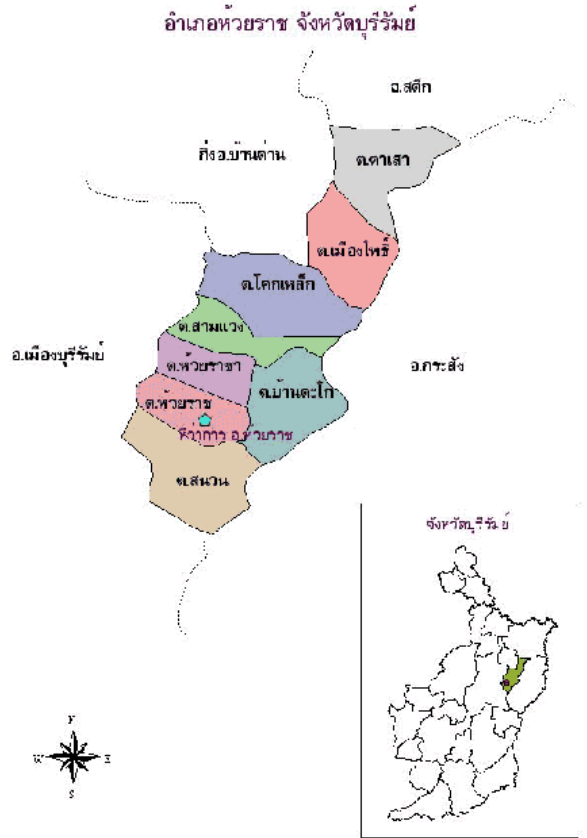 อำเภอห้วยราช จังหวัดบุรีรัมย์
อ.สตึก
กิ่งอ.บ้านด่าน
ต.ตาเสา
ต.เมืองโพธิ์
ต.โคกเหล็ก
ต.สามแวง
อ.เมืองบุรีรัมย์
ต.ห้วยราชา
อ.กระสัง
ต.บ้านตะโก
ต.ห้วยราช
ที่ว่าการ อ.ห้วยราช
ต.สนวน
จังหวัดบุรีรัมย์
W
E
S